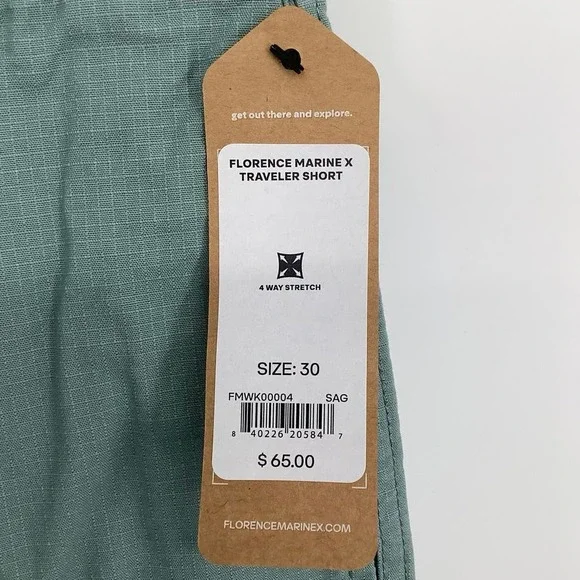 get out there and explore.
FLORENCE MARINE X
TRAVELER SHORT
4 WAY STRETCH
SIZE: 30
FMWK00004 SAG
8 40226 20584 7
$ 65.00
FLORENCEMARINEX.COM